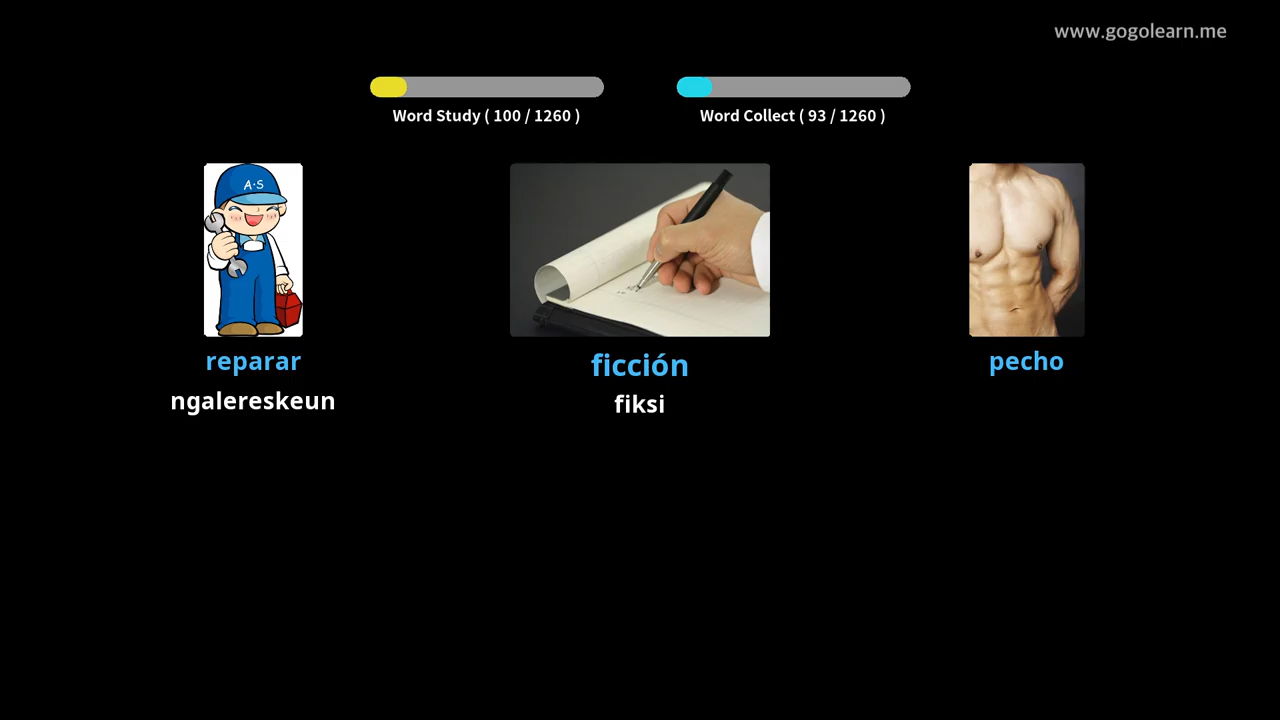 www.gogolearn.me
Word Study ( 100 / 1260 )
Word Collect ( 93 / 1260 )
A·S
reparar
ficción
pecho
ngalereskeun
fiksi